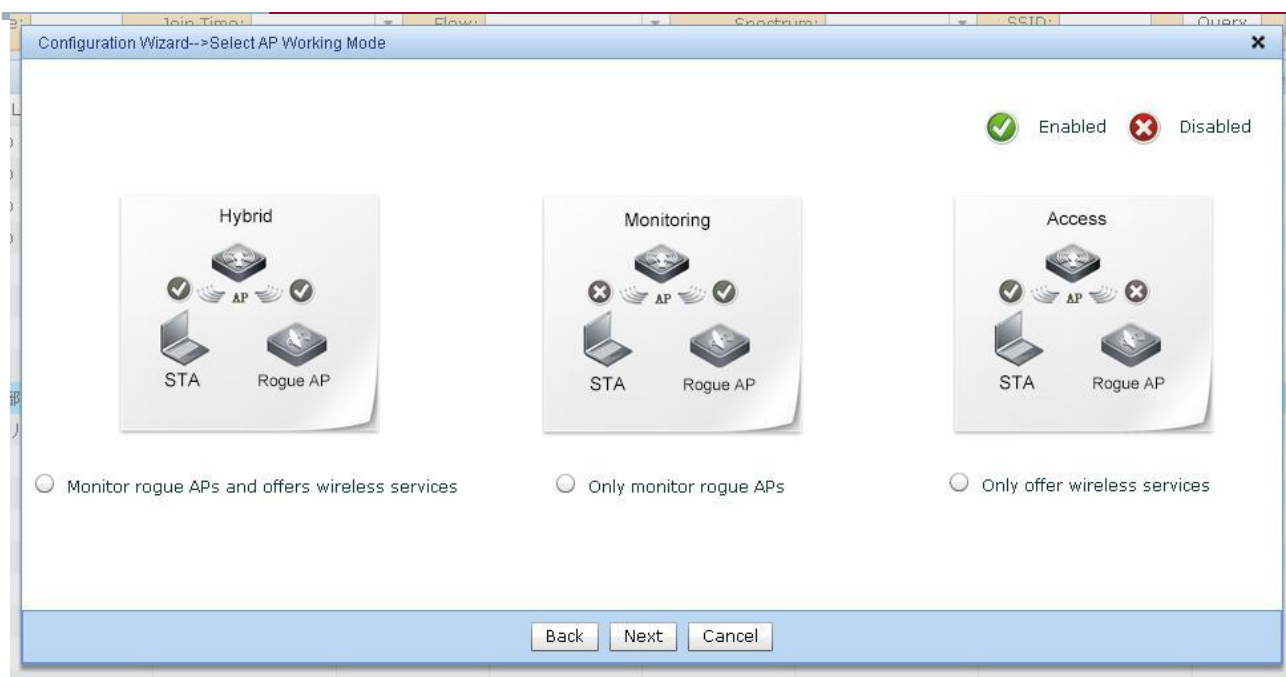 Join Time: Flow: Spectrum: SSID: Query
Configuration Wizard-->Select AP Working Mode
Enabled Disabled
Hybrid Monitoring Access
AP AP AP
STA Rogue AP STA Rogue AP STA Rogue AP
Monitor rogue APs and offers wireless services Only monitor rogue APs Only offer wireless services
Back Next Cancel